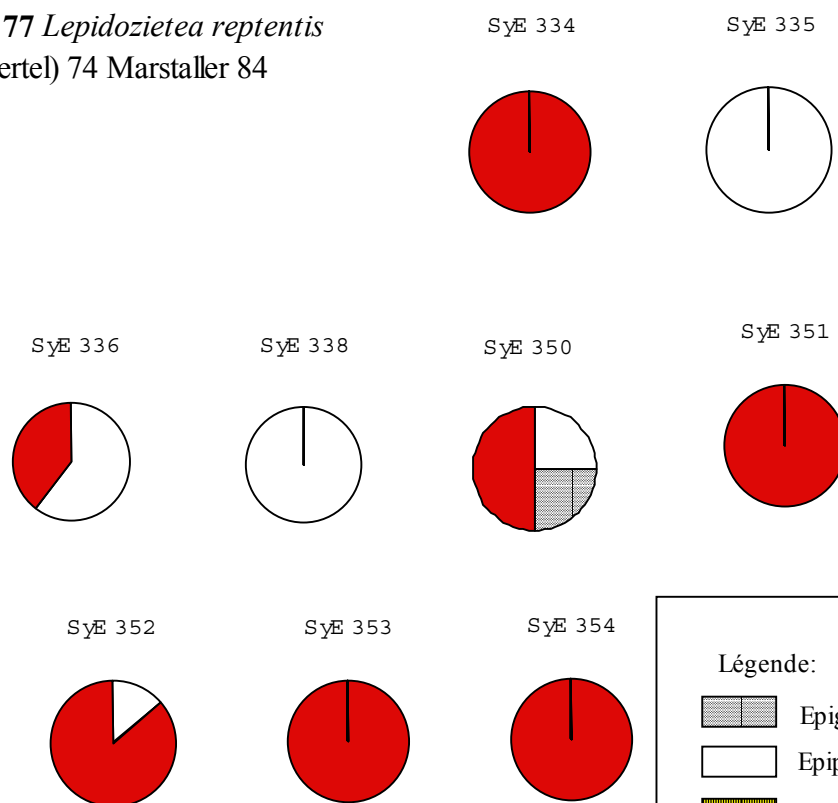 77 Lepidozietea reptentis
ertel) 74 Marstaller 84
SyE 334
SyE 335
SyE 336
SyE 338
SyE 350
SyE 351
SyE 352
SyE 353
SyE 354
Légende:
Epig
Epip